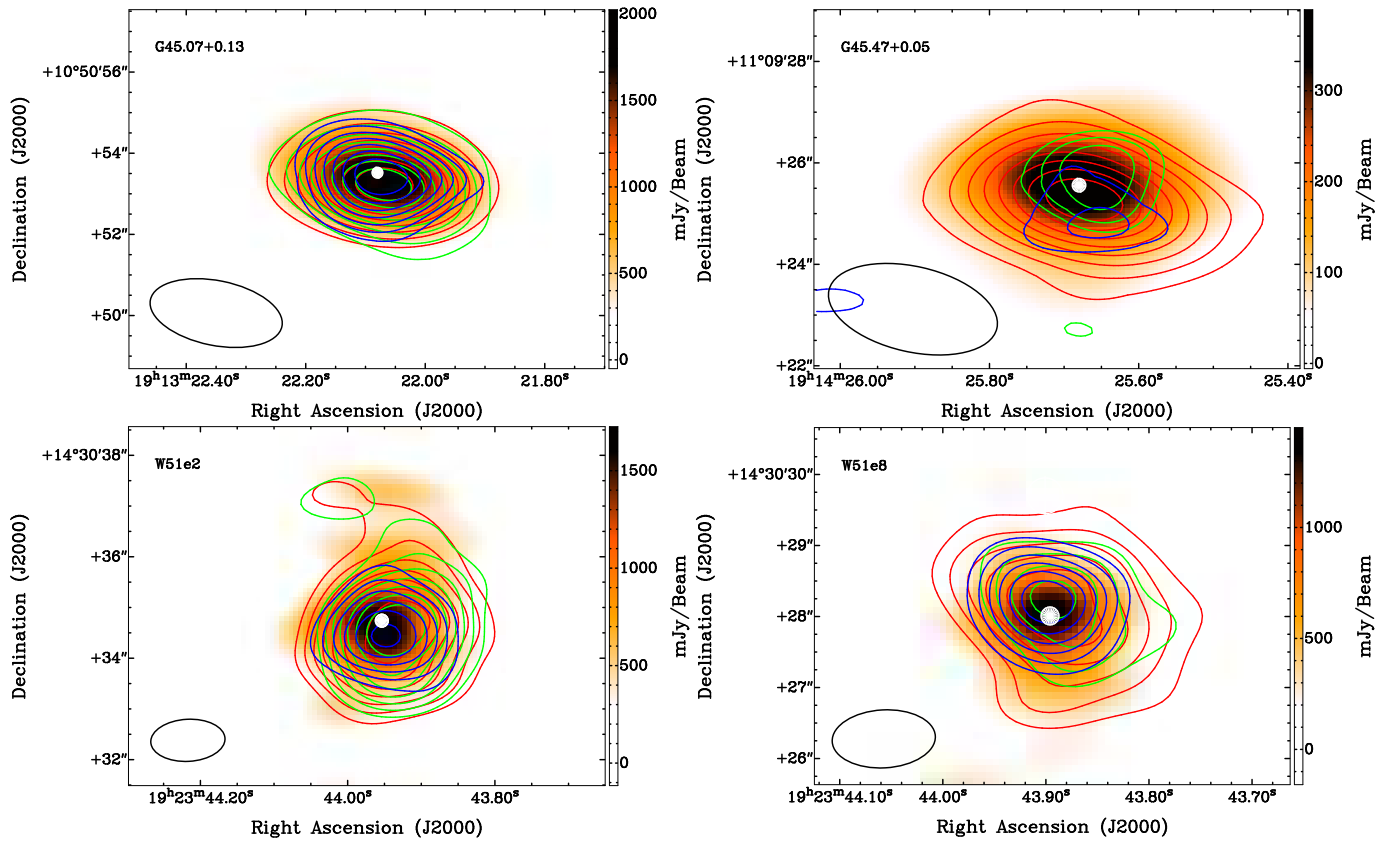 G45.07+0.13
+10°50′56″
+54″
+52″
+50″
Declination (J2000)
19ʰ13ᵐ22.40ˢ 22.20ˢ 22.00ˢ 21.80ˢ
Right Ascension (J2000)
2000
1500
1000
500
0
mJy/Beam
G45.47+0.05
+11°09′28″
+26″
+24″
+22″
Declination (J2000)
19ʰ14ᵐ26.00ˢ 25.80ˢ 25.60ˢ 25.40ˢ
Right Ascension (J2000)
300
200
100
0
mJy/Beam
W51e2
+14°30′38″
+36″
+34″
+32″
Declination (J2000)
19ʰ23ᵐ44.20ˢ 44.00ˢ 43.80ˢ
Right Ascension (J2000)
1500
1000
500
0
mJy/Beam
W51e8
+14°30′30″
+29″
+28″
+27″
+26″
Declination (J2000)
19ʰ23ᵐ44.10ˢ 44.00ˢ 43.90ˢ 43.80ˢ 43.70ˢ
Right Ascension (J2000)
1000
500
0
mJy/Beam